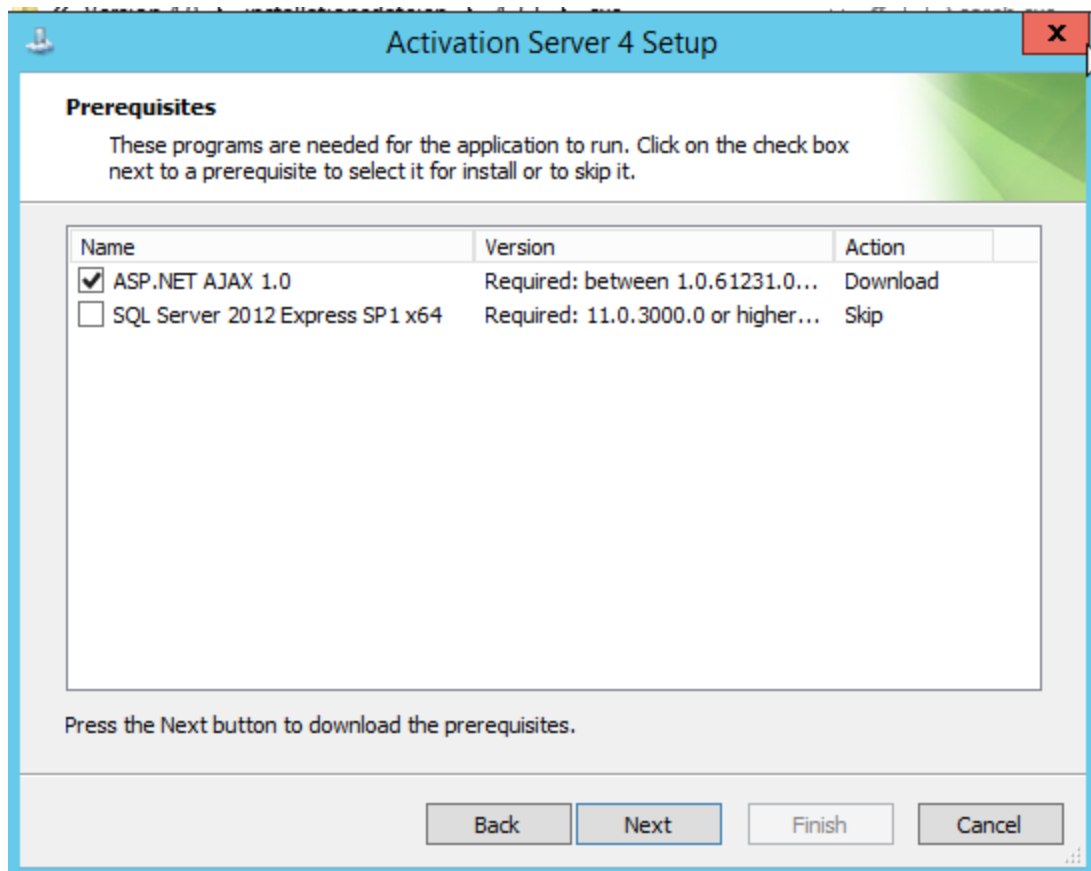 Activation Server 4 Setup
x
Prerequisites
These programs are needed for the application to run. Click on the check box
next to a prerequisite to select it for install or to skip it.
Name Version Action
ASP.NET AJAX 1.0 Required: between 1.0.61231.0... Download
SQL Server 2012 Express SP1 x64 Required: 11.0.3000.0 or higher... Skip
Press the Next button to download the prerequisites.
Back Next Finish Cancel